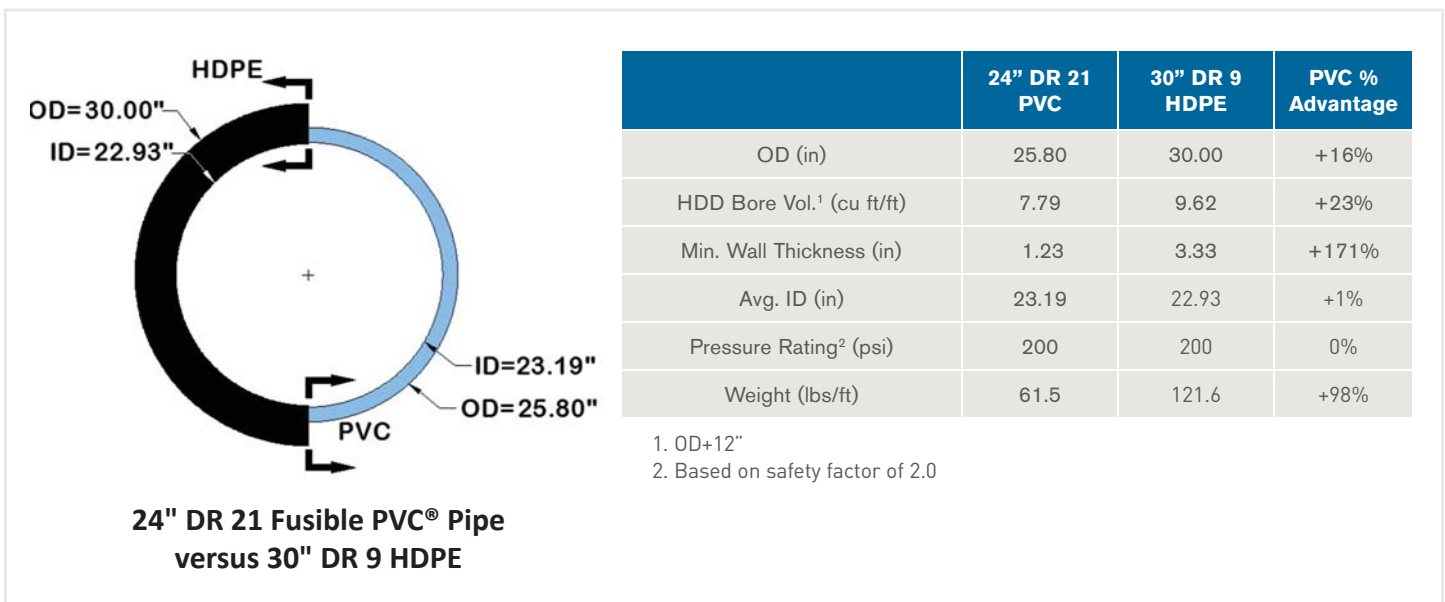 HDPE
OD=30.00"
ID=22.93"
ID=23.19"
OD=25.80"
PVC
24" DR 21 Fusible PVC® Pipe
versus 30" DR 9 HDPE
24” DR 21 PVC 30” DR 9 HDPE PVC % Advantage
OD (in) 25.80 30.00 +16%
HDD Bore Vol.¹ (cu ft/ft) 7.79 9.62 +23%
Min. Wall Thickness (in) 1.23 3.33 +171%
Avg. ID (in) 23.19 22.93 +1%
Pressure Rating² (psi) 200 200 0%
Weight (lbs/ft) 61.5 121.6 +98%
1. OD+12”
2. Based on safety factor of 2.0